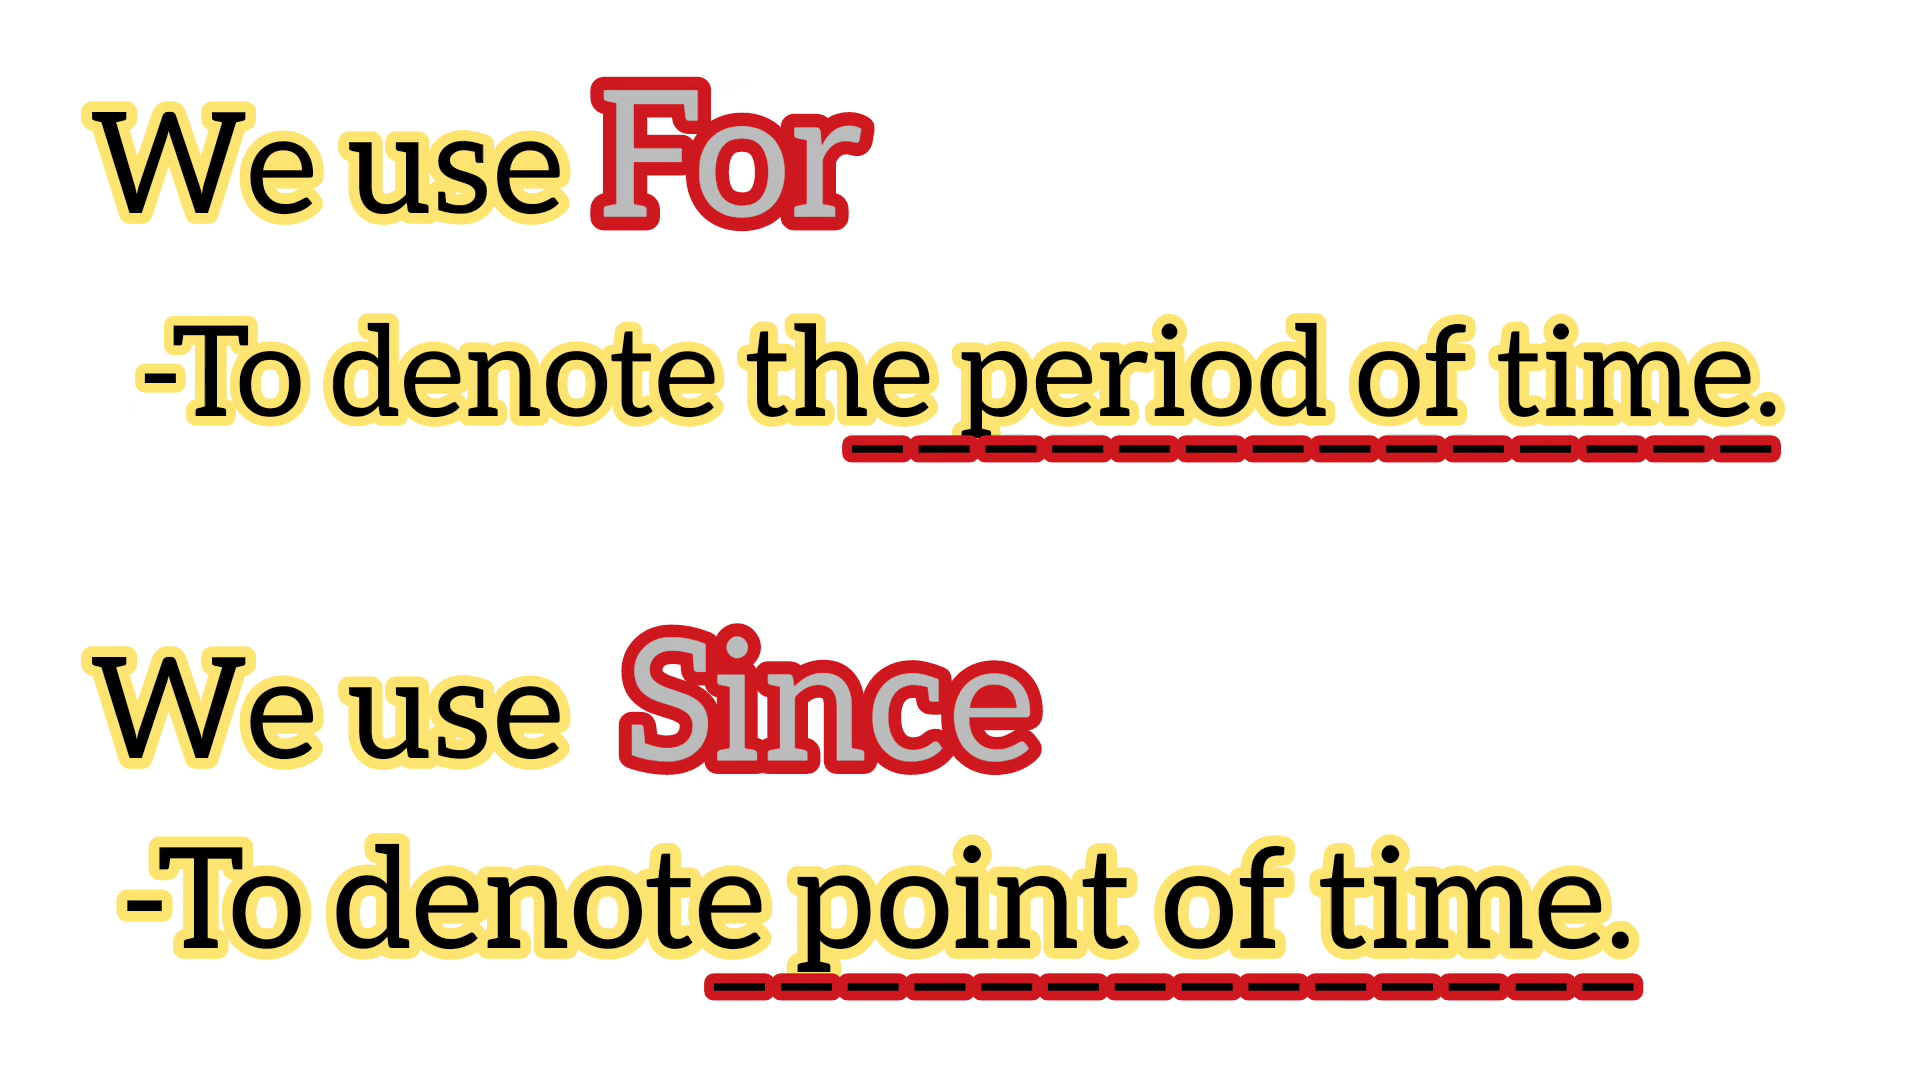 We use For
-To denote the period of time.
We use Since
-To denote point of time.